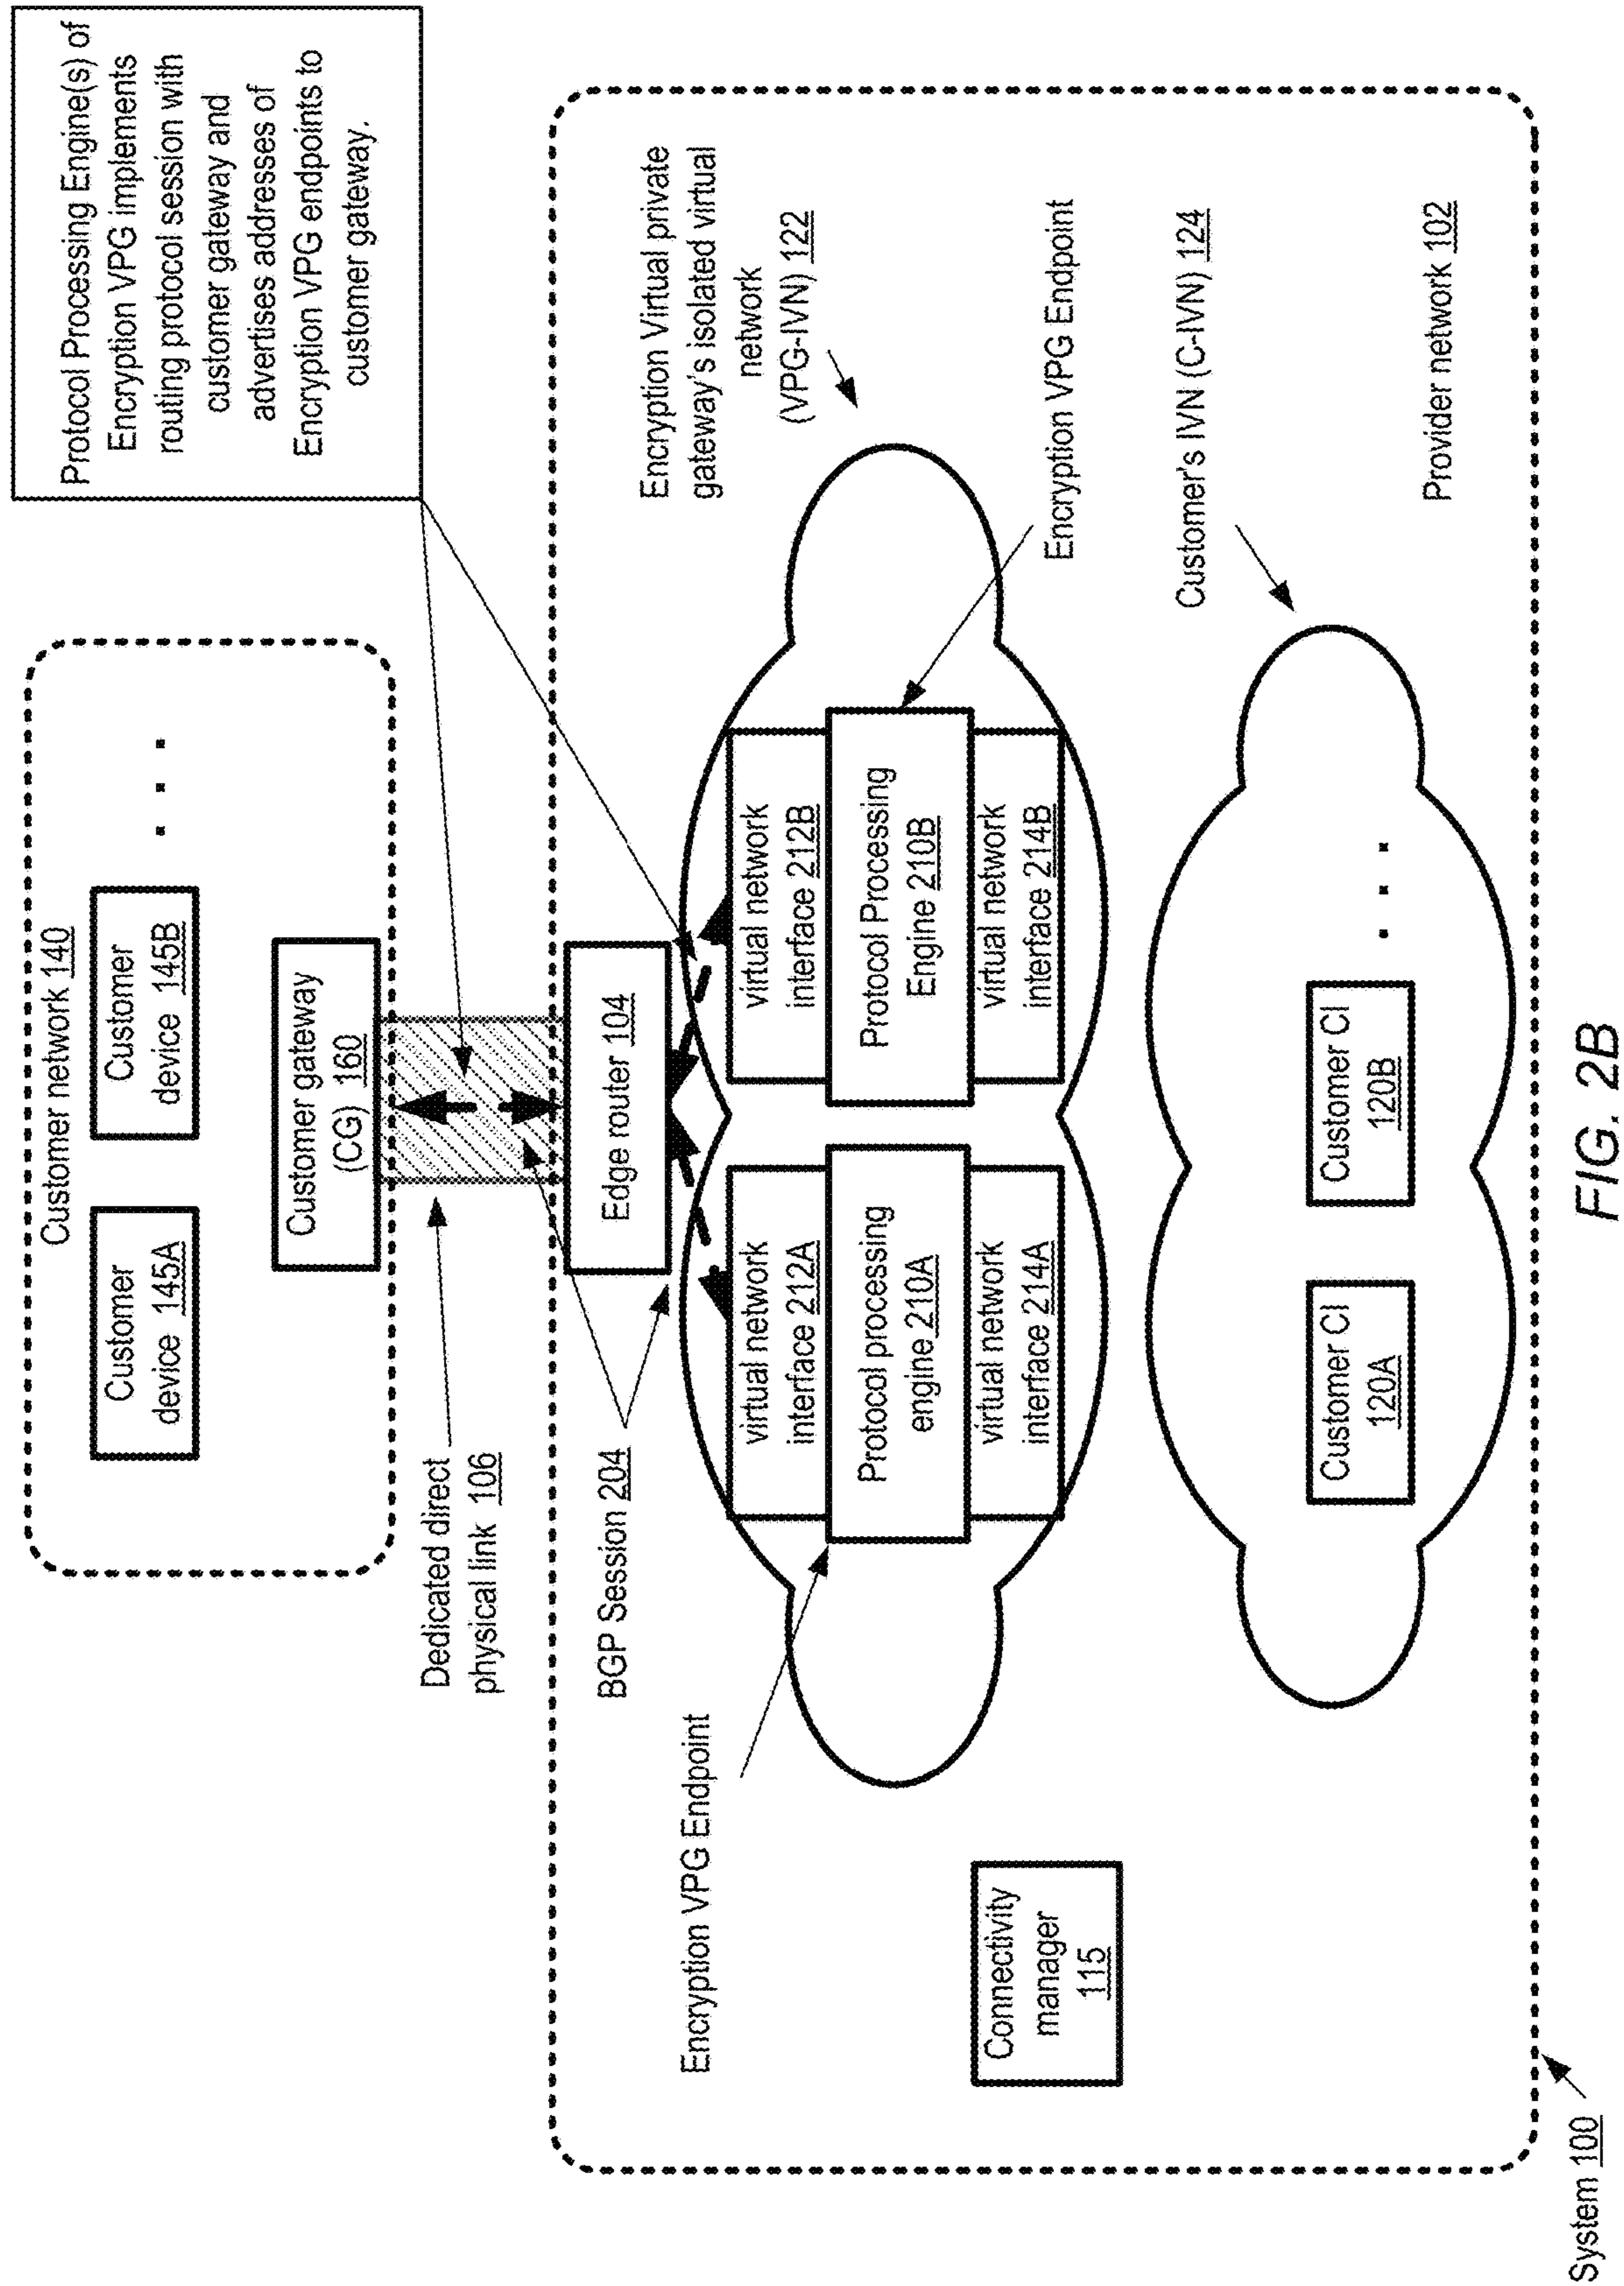 Protocol Processing Engine(s) of
Encryption VPG implements
routing protocol session with
customer gateway and
advertises addresses of
Encryption VPG endpoints to
customer gateway.
Customer network 140
Customer
device 145A
Customer
device 145B
. . .
Customer gateway
(CG) 160
Dedicated direct
physical link 106
BGP Session 204
Edge router 104
Encryption Virtual private
gateway's isolated virtual
network
(VPG-IVN) 122
Encryption VPG Endpoint
virtual network
interface 212A
Protocol processing
engine 210A
virtual network
interface 214A
virtual network
interface 212B
Protocol Processing
Engine 210B
virtual network
interface 214B
Encryption VPG Endpoint
Customer's IVN (C-IVN) 124
Connectivity
manager
115
Customer CI
120A
Customer CI
120B
. . .
Provider network 102
System 100
FIG. 2B